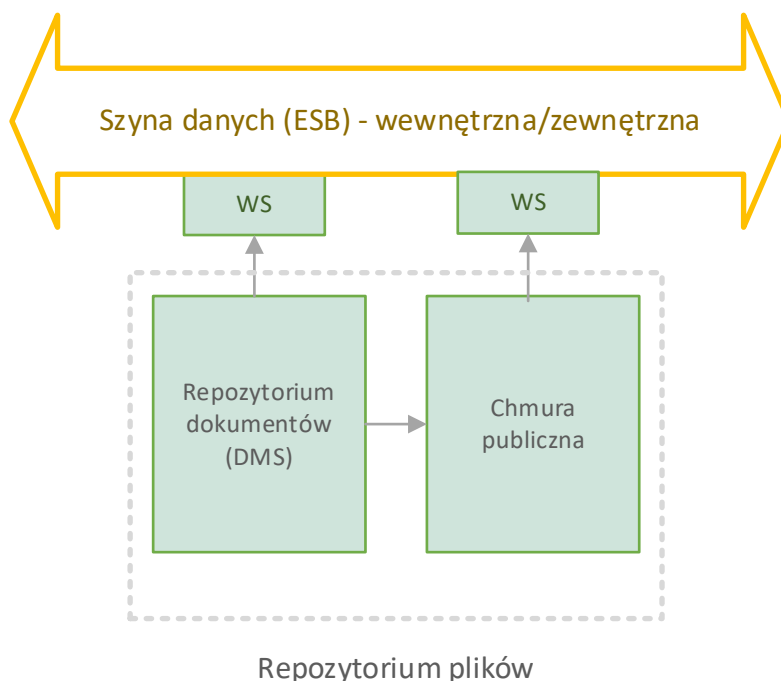 Szyna danych (ESB) - wewnętrzna/zewnętrzna
WS
WS
Repozytorium
dokumentów
(DMS)
Chmura
publiczna
Repozytorium plików